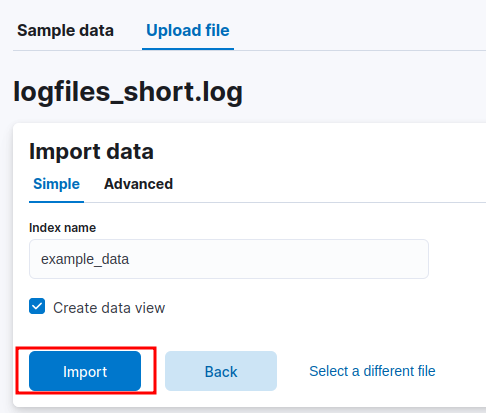 Sample data Upload file
logfiles_short.log
Import data
Simple Advanced
Index name
example_data
Create data view
Import Back Select a different file